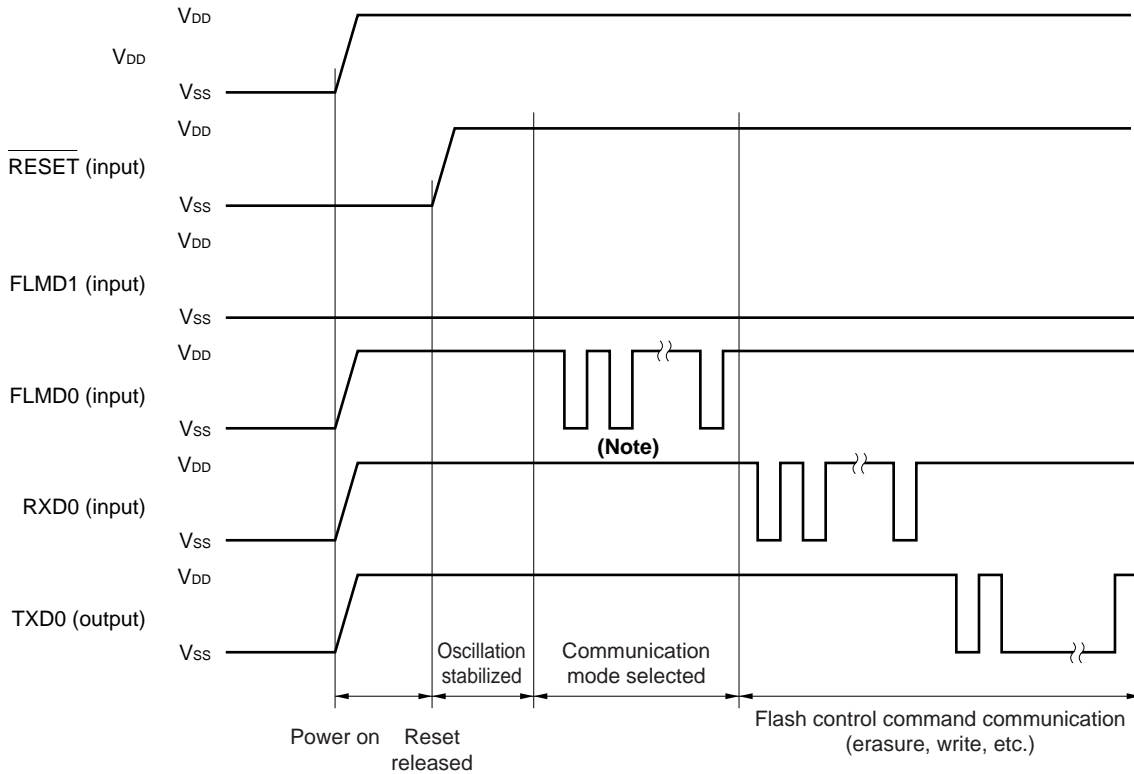 VDD
VDD
VSS
VDD
RESET (input)
VSS
VDD
FLMD1 (input)
VSS
VDD
FLMD0 (input)
VSS
(Note)
VDD
RXD0 (input)
VSS
VDD
TXD0 (output)
VSS
Oscillation
stabilized
Communication
mode selected
Power on
Reset
released
Flash control command communication
(erasure, write, etc.)